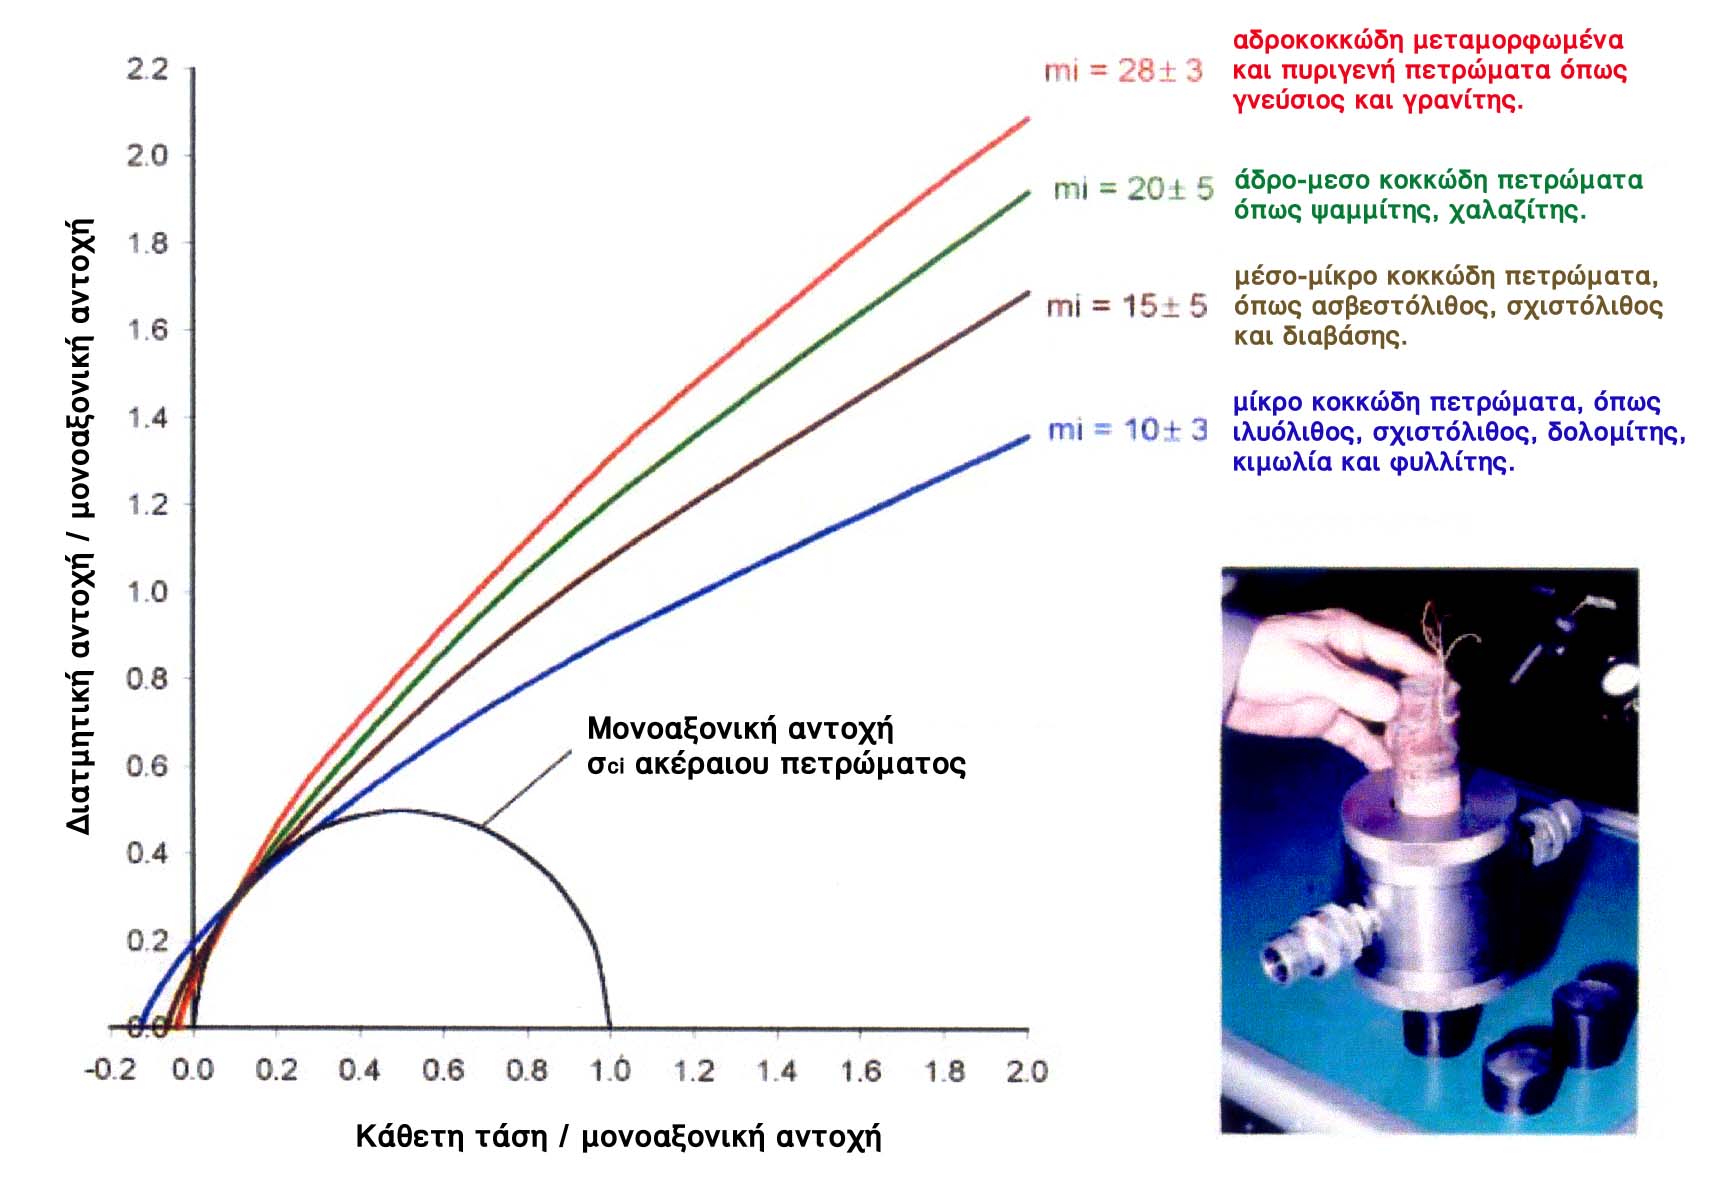 αδροκοκκώδη μεταμορφωμένα
και πυριγενή πετρώματα όπως
γνεύσιος και γρανίτης.
mi = 28± 3
άδρο-μεσο κοκκώδη πετρώματα
όπως ψαμμίτης, χαλαζίτης.
mi = 20± 5
μέσο-μίκρο κοκκώδη πετρώματα,
όπως ασβεστόλιθος, σχιστόλιθος
και διαβάσης.
mi = 15± 5
μίκρο κοκκώδη πετρώματα, όπως
ιλυόλιθος, σχιστόλιθος, δολομίτης,
κιμωλία και φυλλίτης.
mi = 10± 3
Διατμητική αντοχή / μονοαξονική αντοχή
2.2
2.0
1.8
1.6
1.4
1.2
1.0
0.8
0.6
0.4
0.2
0.0
Μονοαξονική αντοχή
σci ακέραιου πετρώματος
-0.2 0.0 0.2 0.4 0.6 0.8 1.0 1.2 1.4 1.6 1.8 2.0
Κάθετη τάση / μονοαξονική αντοχή